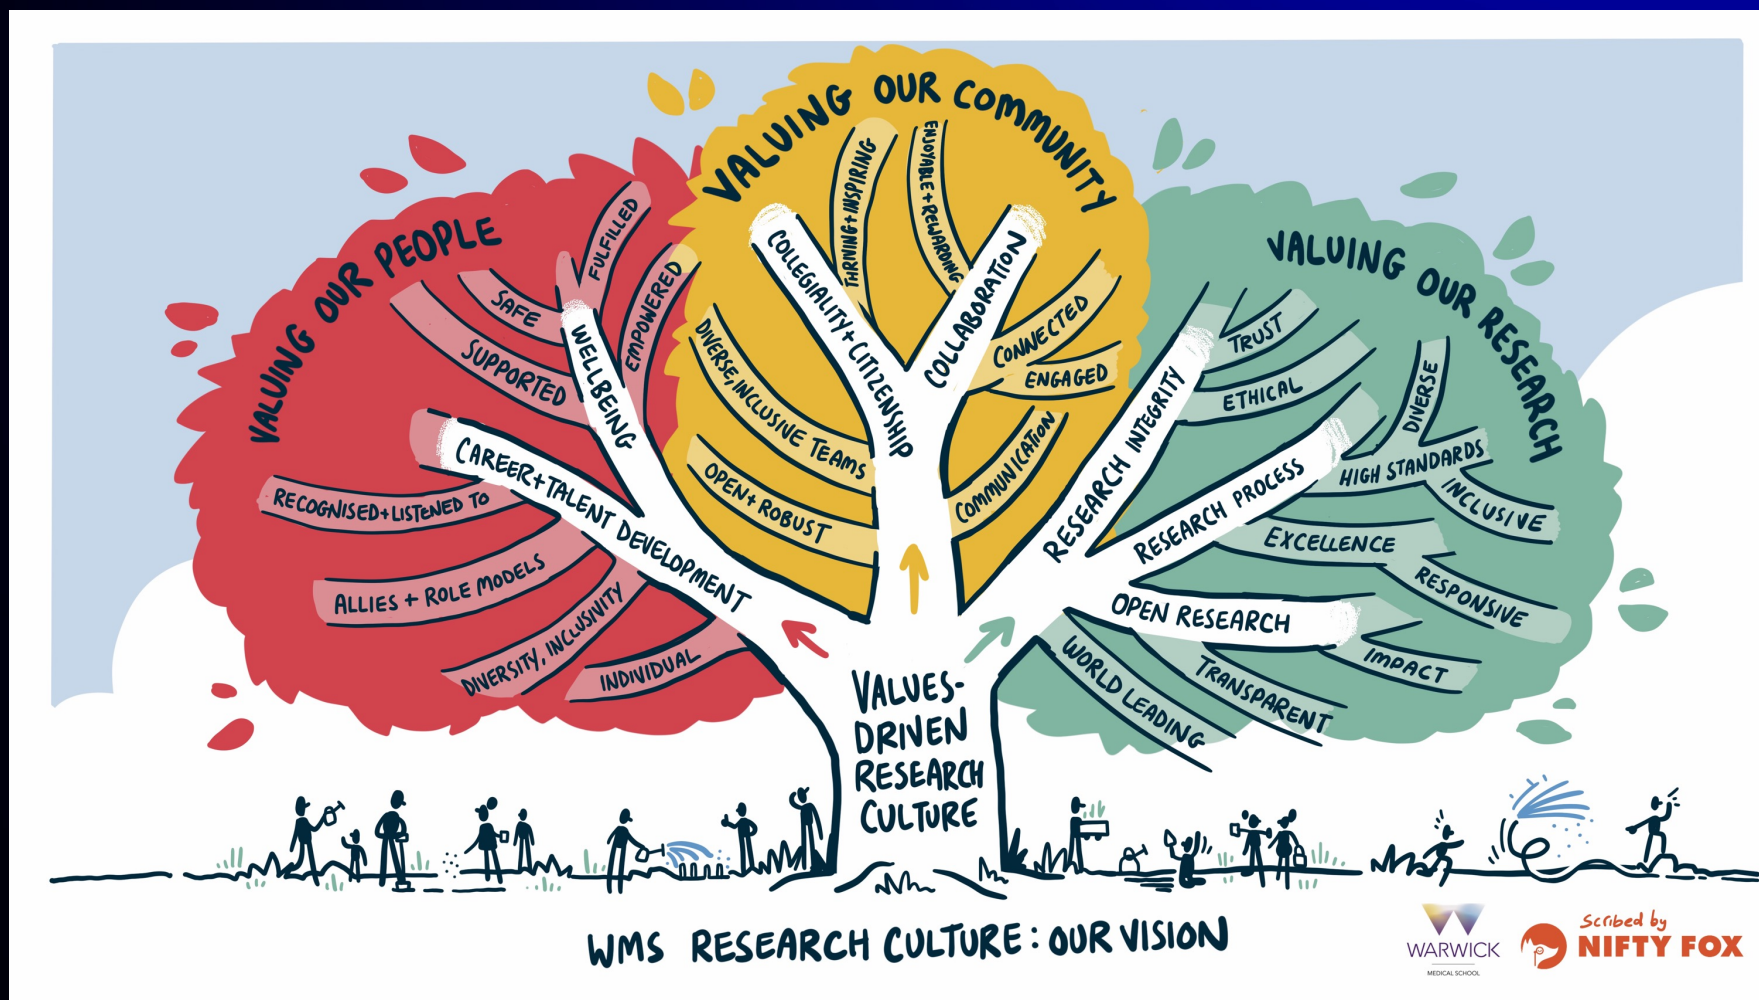 VALUING OUR PEOPLE
FULFILLED
SAFE
EMPOWERED
SUPPORTED
WELLBEING
CAREER+TALENT DEVELOPMENT
RECOGNISED+LISTENED TO
ALLIES + ROLE MODELS
DIVERSITY, INCLUSIVITY
INDIVIDUAL
VALUING OUR COMMUNITY
THRIVING+INSPIRING
ENJOYABLE + REWARDING
COLLEGIALITY+CITIZENSHIP
COLLABORATION
CONNECTED
ENGAGED
DIVERSE, INCLUSIVE TEAMS
OPEN+ROBUST
COMMUNICATION
VALUING OUR RESEARCH
TRUST
ETHICAL
RESEARCH INTEGRITY
DIVERSE
HIGH STANDARDS
INCLUSIVE
RESEARCH PROCESS
EXCELLENCE
RESPONSIVE
OPEN RESEARCH
IMPACT
TRANSPARENT
WORLD LEADING
VALUES-
DRIVEN
RESEARCH
CULTURE
WMS RESEARCH CULTURE: OUR VISION
WARWICK
MEDICAL SCHOOL
Scribed by
NIFTY FOX